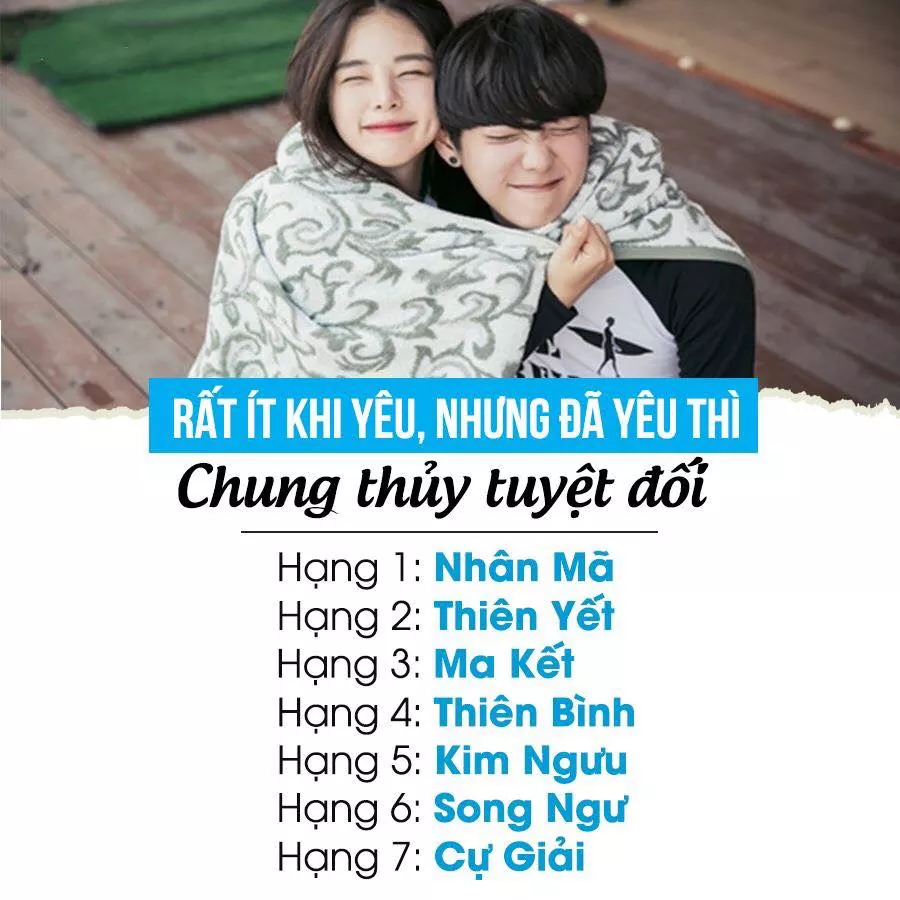 RẤT ÍT KHI YÊU, NHƯNG ĐÃ YÊU THÌ
Chung thủy tuyệt đối
Hạng 1: Nhân Mã
Hạng 2: Thiên Yết
Hạng 3: Ma Kết
Hạng 4: Thiên Bình
Hạng 5: Kim Ngưu
Hạng 6: Song Ngư
Hạng 7: Cự Giải